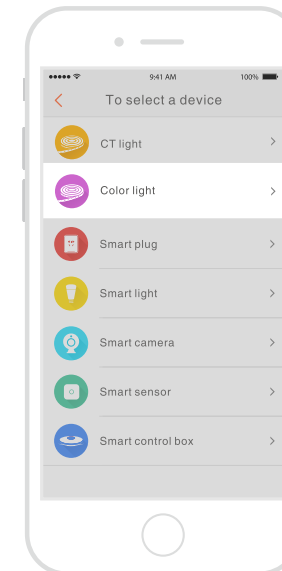 9:41 AM 100%
To select a device
CT light
Color light
Smart plug
Smart light
Smart camera
Smart sensor
Smart control box